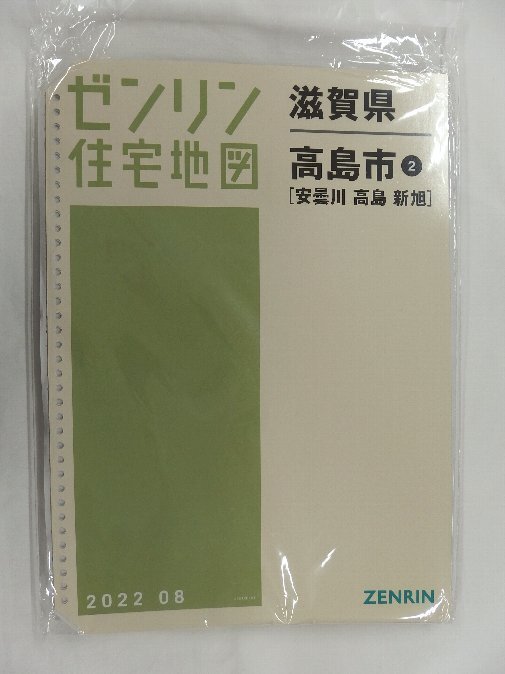 ゼンリン
住宅地図
滋賀県
高島市2
[安曇川 高島 新旭]
2022 08
ZENRIN